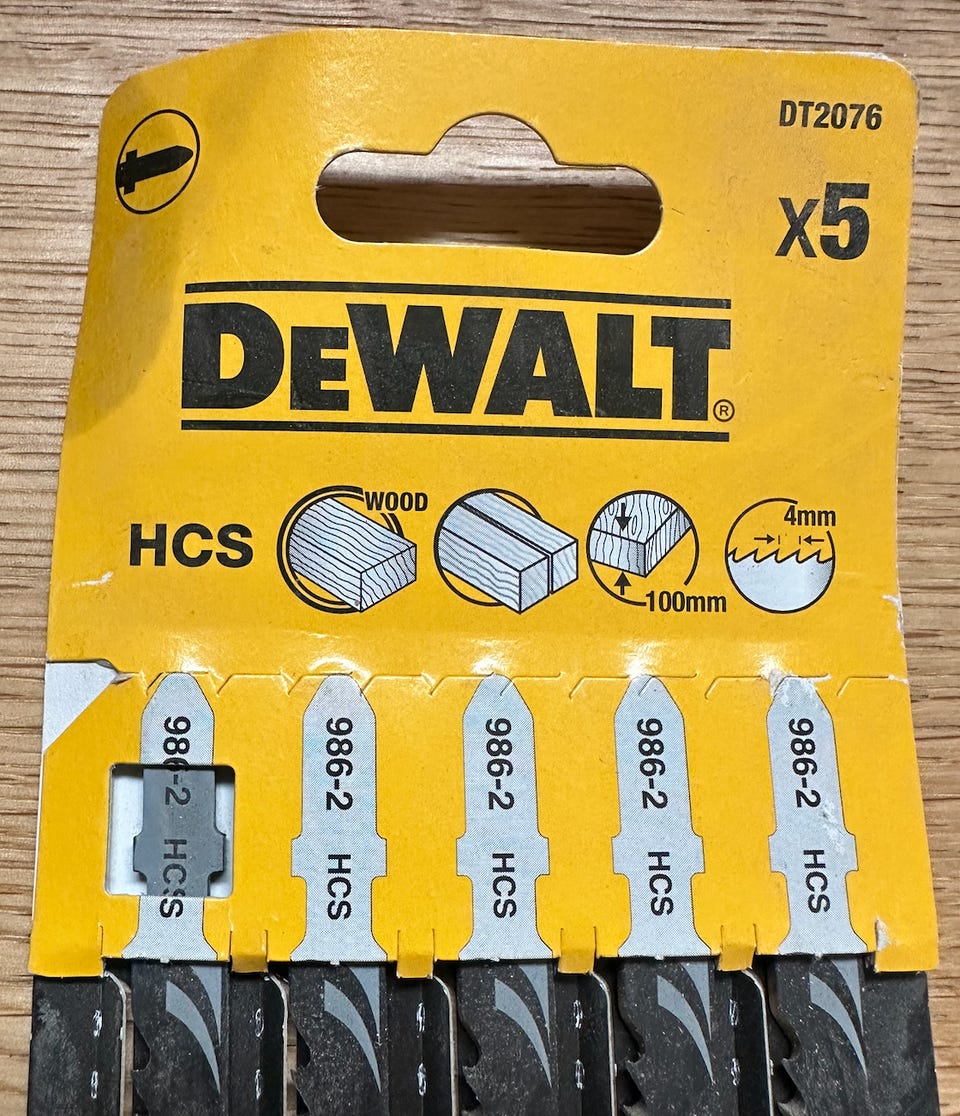 DT2076
x5
DEWALT®
HCS
WOOD
100mm
4mm
986-2 HCS
986-2 HCS
986-2 HCS
986-2 HCS
986-2 HCS